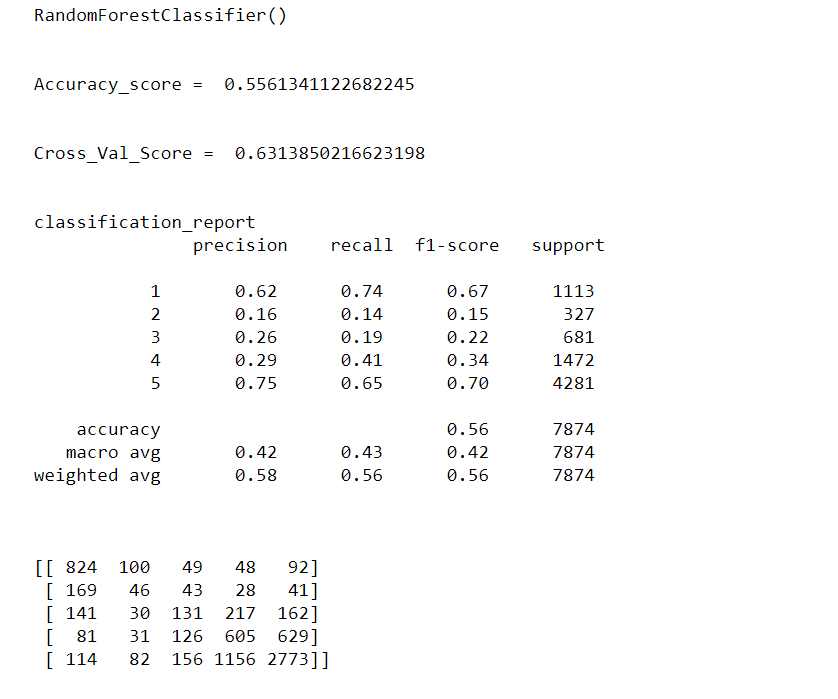 RandomForestClassifier()
Accuracy_score =  0.5561341122682245
Cross_Val_Score =  0.6313850216623198
classification_report
               precision    recall  f1-score   support
           1       0.62      0.74      0.67      1113
           2       0.16      0.14      0.15       327
           3       0.26      0.19      0.22       681
           4       0.29      0.41      0.34      1472
           5       0.75      0.65      0.70      4281
    accuracy                           0.56      7874
   macro avg       0.42      0.43      0.42      7874
weighted avg       0.58      0.56      0.56      7874
[[ 824  100   49   48   92]
 [ 169   46   43   28   41]
 [ 141   30  131  217  162]
 [  81   31  126  605  629]
 [ 114   82  156 1156 2773]]